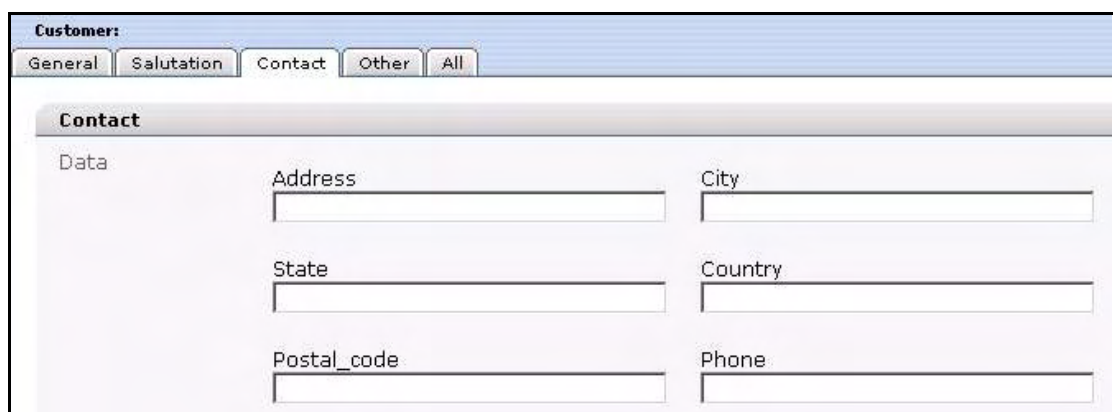 Customer:
General Salutation Contact Other All
Contact
Data
Address City
State Country
Postal_code Phone